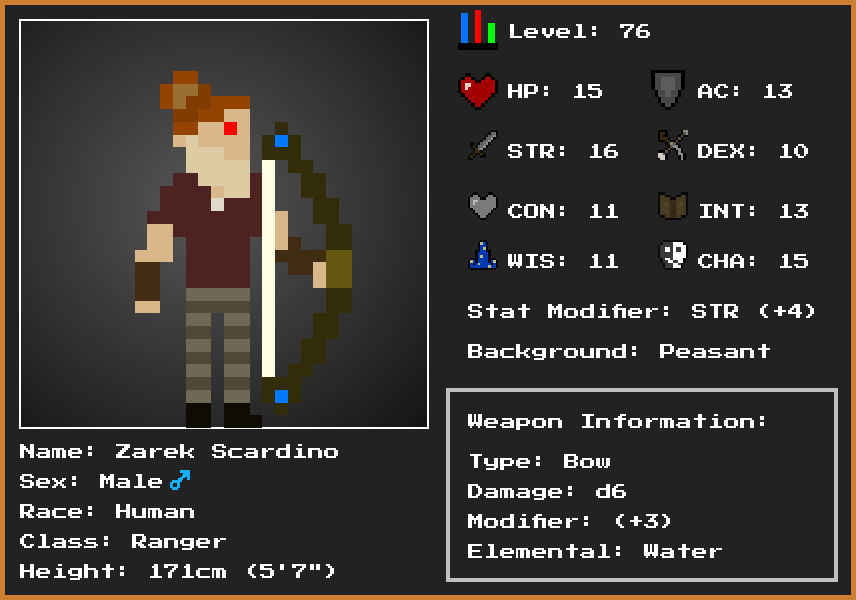 Level: 76
HP: 15
AC: 13
STR: 16
DEX: 10
CON: 11
INT: 13
WIS: 11
CHA: 15
Stat Modifier: STR (+4)
Background: Peasant
Weapon Information:
Type: Bow
Damage: d6
Modifier: (+3)
Elemental: Water
Name: Zarek Scardino
Sex: Male ♂
Race: Human
Class: Ranger
Height: 171cm (5'7")